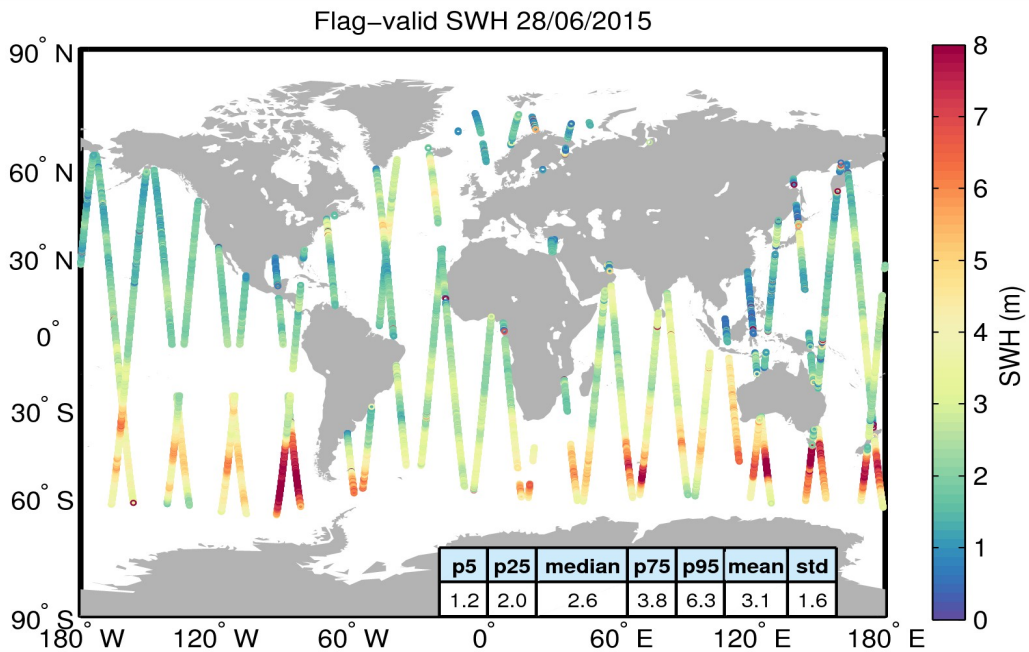 Flag−valid SWH 28/06/2015
90° N
60° N
30° N
0°
30° S
60° S
90° S
180° W 120° W 60° W 0° 60° E 120° E 180° E
p5 p25 median p75 p95 mean std
1.2 2.0 2.6 3.8 6.3 3.1 1.6
8
7
6
5
4
3
2
1
0
SWH (m)